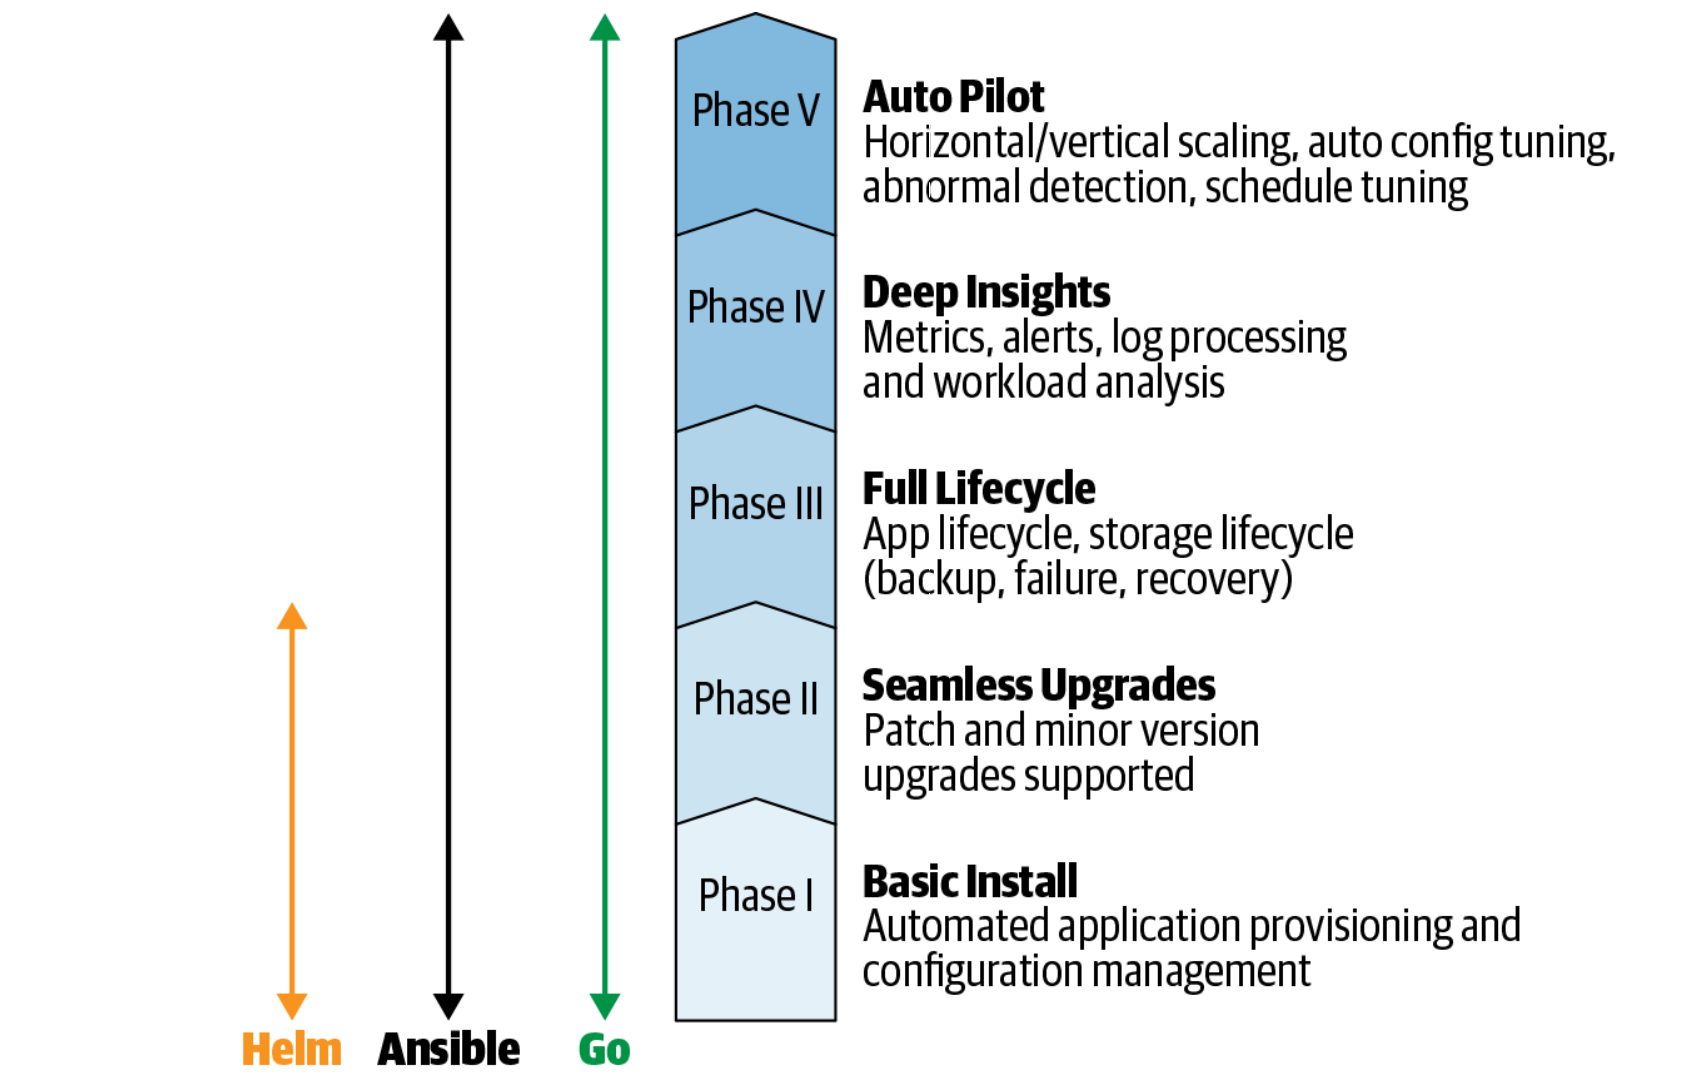 Phase V
Auto Pilot
Horizontal/vertical scaling, auto config tuning,
abnormal detection, schedule tuning
Phase IV
Deep Insights
Metrics, alerts, log processing
and workload analysis
Phase III
Full Lifecycle
App lifecycle, storage lifecycle
(backup, failure, recovery)
Phase II
Seamless Upgrades
Patch and minor version
upgrades supported
Phase I
Basic Install
Automated application provisioning and
configuration management
Helm
Ansible
Go